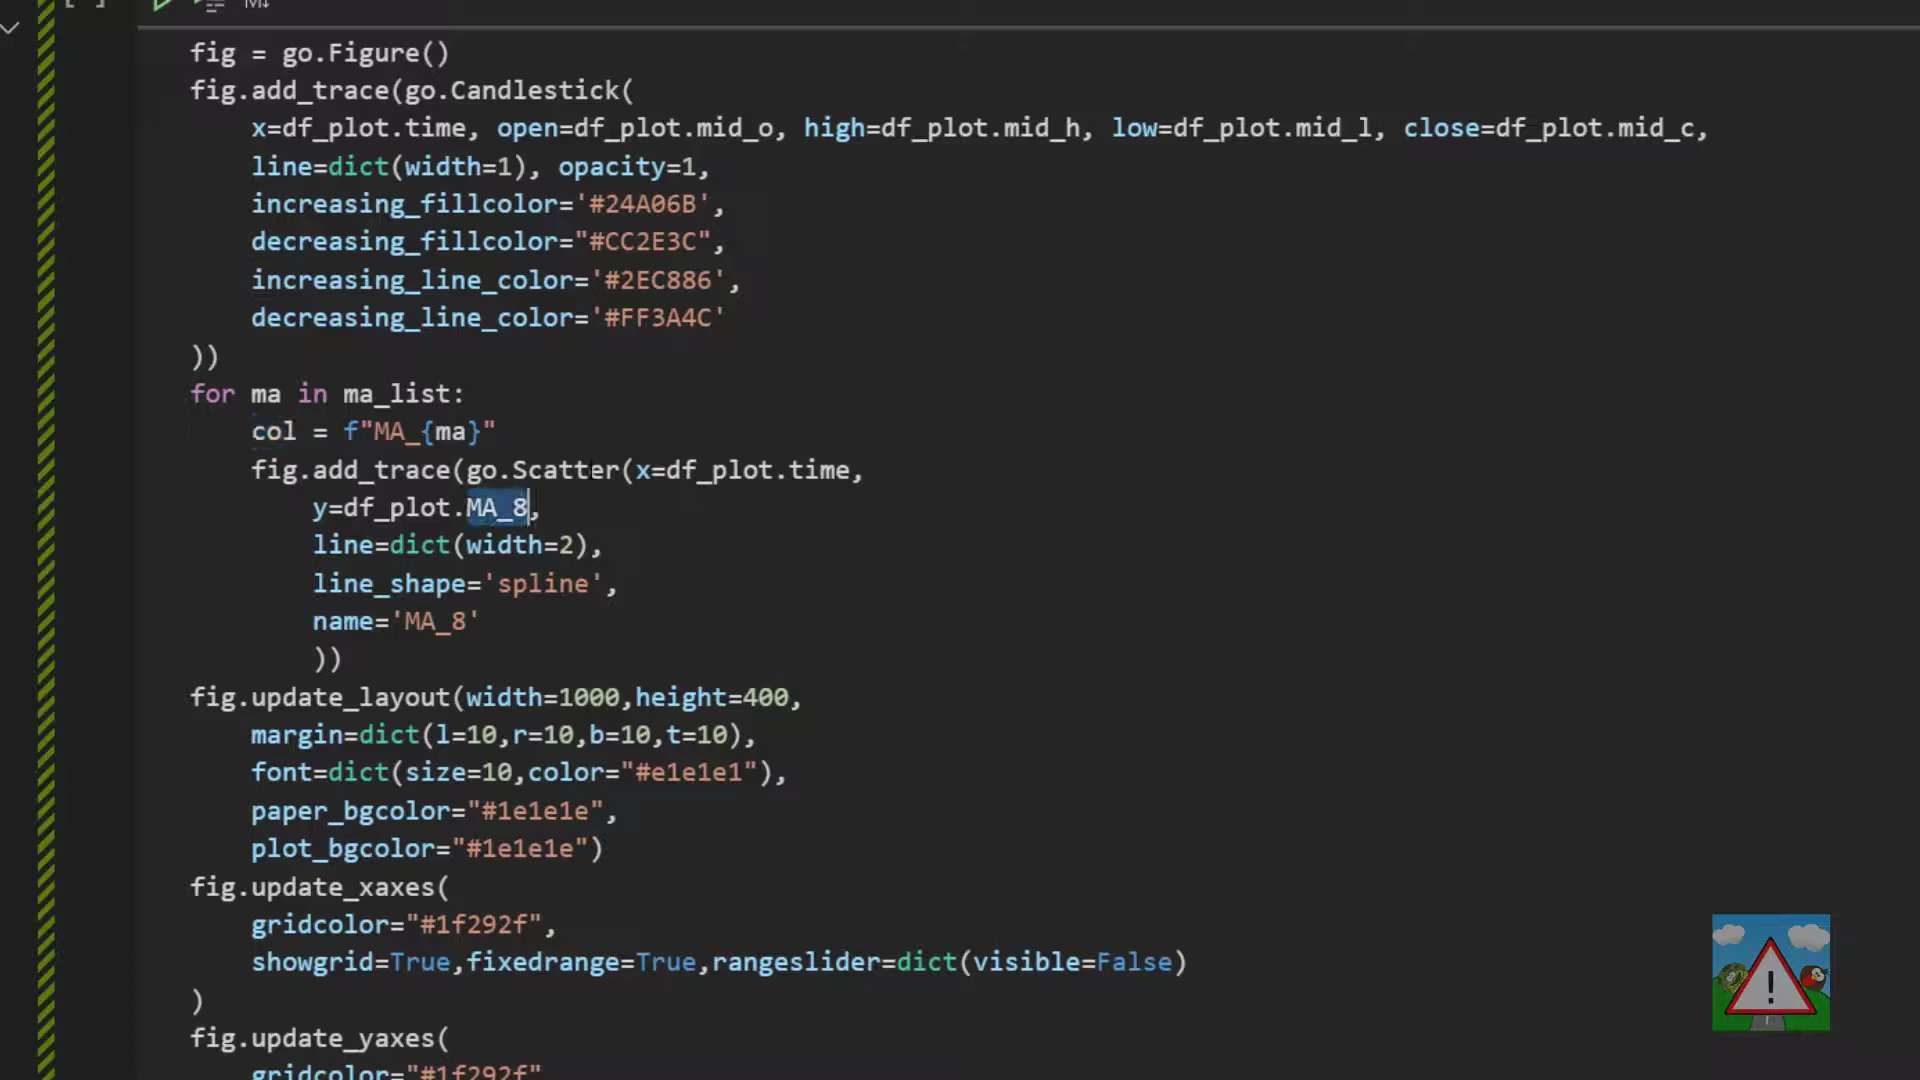 fig = go.Figure()
fig.add_trace(go.Candlestick(
    x=df_plot.time, open=df_plot.mid_o, high=df_plot.mid_h, low=df_plot.mid_l, close=df_plot.mid_c,
    line=dict(width=1), opacity=1,
    increasing_fillcolor='#24A06B',
    decreasing_fillcolor="#CC2E3C",
    increasing_line_color='#2EC886',
    decreasing_line_color='#FF3A4C'
))
for ma in ma_list:
    col = f"MA_{ma}"
    fig.add_trace(go.Scatter(x=df_plot.time,
        y=df_plot.MA_8,
        line=dict(width=2),
        line_shape='spline',
        name='MA_8'
        ))
fig.update_layout(width=1000,height=400,
    margin=dict(l=10,r=10,b=10,t=10),
    font=dict(size=10,color="#e1e1e1"),
    paper_bgcolor="#1e1e1e",
    plot_bgcolor="#1e1e1e")
fig.update_xaxes(
    gridcolor="#1f292f",
    showgrid=True,fixedrange=True,rangeslider=dict(visible=False)
)
fig.update_yaxes(
    gridcolor="#1f292f"